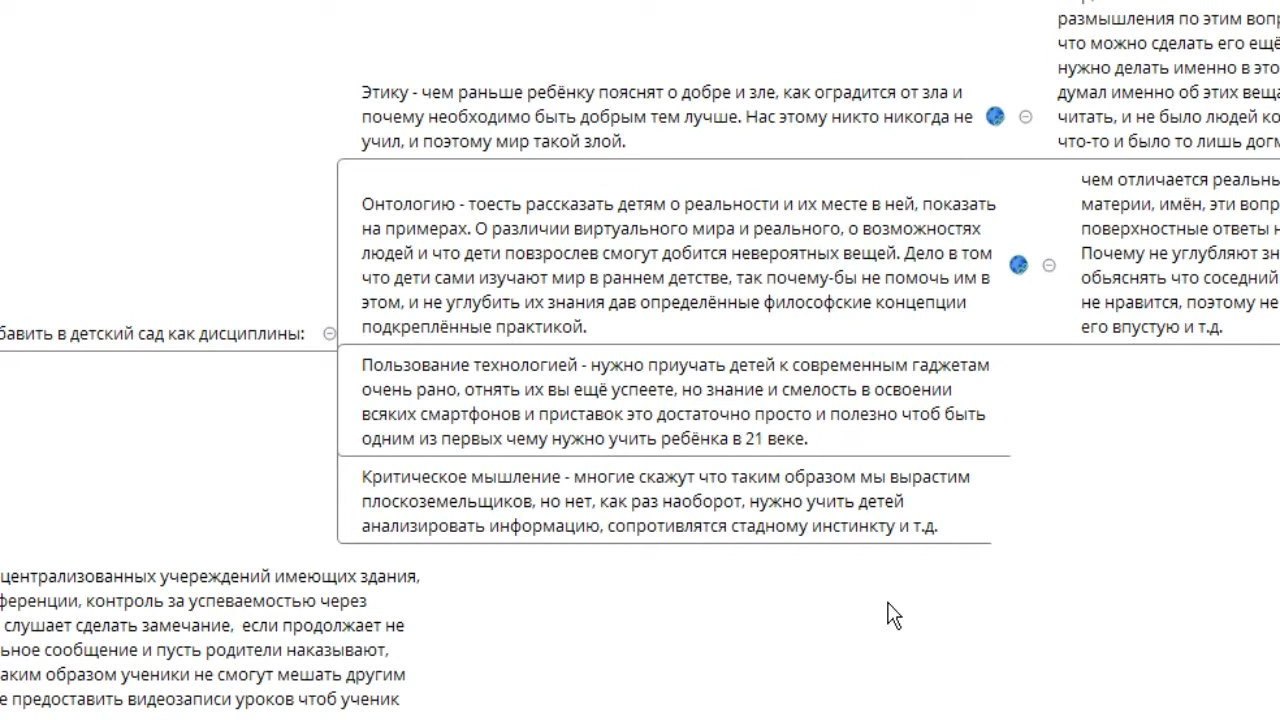 размышления по этим
что можно сделать его ещё
нужно делать именно в
думал именно об этих
читать, и не было людей
что-то и было то лишь
Этику - чем раньше ребёнку пояснят о добре и зле, как оградится от зла и
почему необходимо быть добрым тем лучше. Нас этому никто никогда не
учил, и поэтому мир такой злой.
чем отличается
материи, имён, эти
поверхностные ответы
Почему не углубляют
обьяснять что соседний
не нравится, поэтому не
его впустую и т.д.
Онтологию - тоесть рассказать детям о реальности и их месте в ней, показать
на примерах. О различии виртуального мира и реального, о возможностях
людей и что дети повзрослев смогут добится невероятных вещей. Дело в том
что дети сами изучают мир в раннем детстве, так почему-бы не помочь им в
этом, и не углубить их знания дав определённые философские концепции
подкреплённые практикой.
бавить в детский сад как дисциплины:
Пользование технологией - нужно приучать детей к современным гаджетам
очень рано, отнять их вы ещё успеете, но знание и смелость в освоении
всяких смартфонов и приставок это достаточно просто и полезно чтоб быть
одним из первых чему нужно учить ребёнка в 21 веке.
Критическое мышление - многие скажут что таким образом мы вырастим
плоскоземельщиков, но нет, как раз наоборот, нужно учить детей
анализировать информацию, сопротивлятся стадному инстинкту и т.д.
централизованных учереждений имеющих здания,
ференции, контроль за успеваемостью через
слушает сделать замечание, если продолжает не
ьное сообщение и пусть родители наказывают,
аким образом ученики не смогут мешать другим
е предоставить видеозаписи уроков чтоб ученик